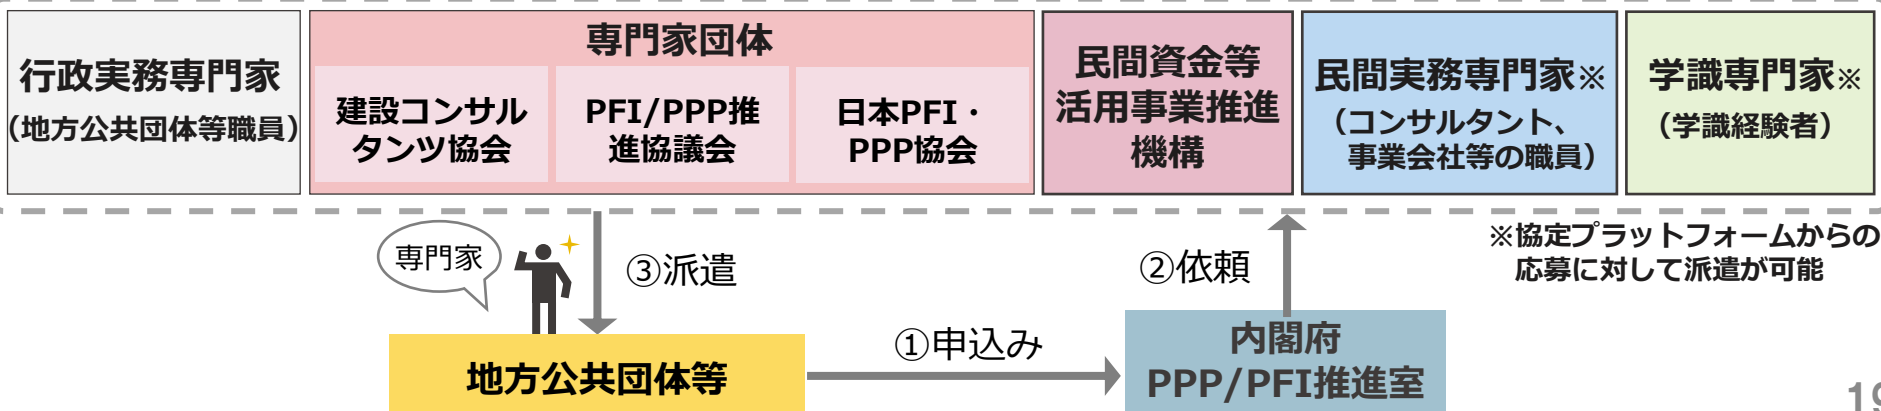 行政実務専門家
（地方公共団体等職員）
専門家団体
建設コンサル
タンツ協会
PFI/PPP推
進協議会
日本PFI・
PPP協会
民間資金等
活用事業推進
機構
民間実務専門家※
（コンサルタント、
事業会社等の職員）
学識専門家※
（学識経験者）
※協定プラットフォームからの
応募に対して派遣が可能
専門家
③派遣
②依頼
①申込み
地方公共団体等
内閣府
PPP/PFI推進室
19